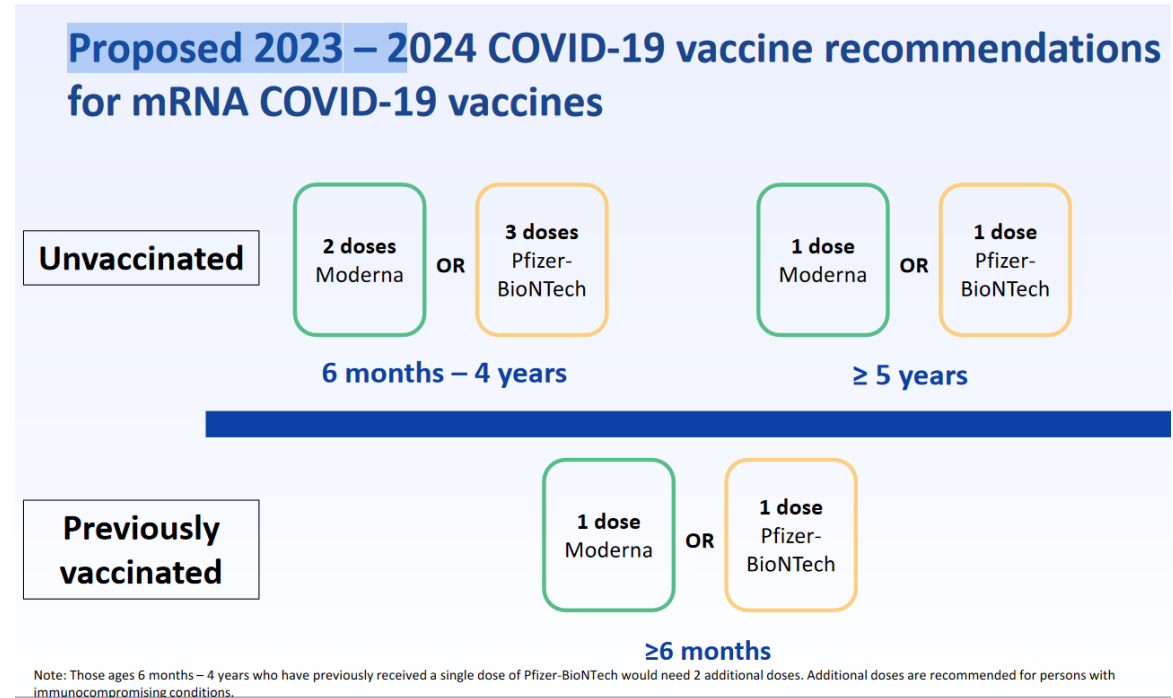 Proposed 2023 – 2024 COVID-19 vaccine recommendations
for mRNA COVID-19 vaccines
Unvaccinated
2 doses
Moderna
OR
3 doses
Pfizer-
BioNTech
1 dose
Moderna
OR
1 dose
Pfizer-
BioNTech
6 months – 4 years
≥ 5 years
Previously
vaccinated
1 dose
Moderna
OR
1 dose
Pfizer-
BioNTech
≥6 months
Note: Those ages 6 months – 4 years who have previously received a single dose of Pfizer-BioNTech would need 2 additional doses. Additional doses are recommended for persons with
immunocompromising conditions.